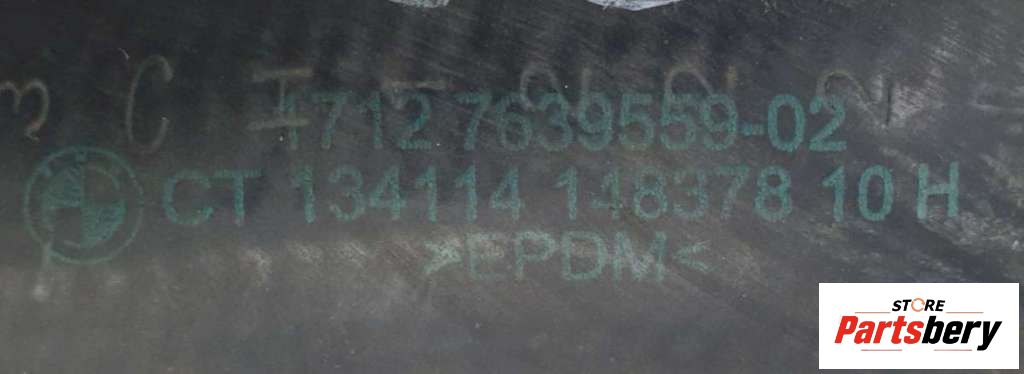 1712 7639559-02
CT 134114 148378 10 H
>EPDM<
STORE
Partsbery